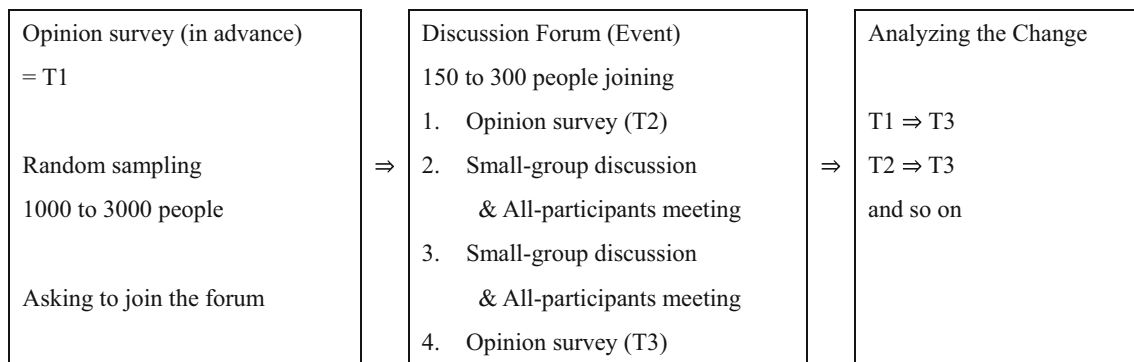 Opinion survey (in advance)
= T1
Random sampling
1000 to 3000 people
Asking to join the forum
⇒
Discussion Forum (Event)
150 to 300 people joining
1. Opinion survey (T2)
2. Small-group discussion
& All-participants meeting
3. Small-group discussion
& All-participants meeting
4. Opinion survey (T3)
⇒
Analyzing the Change
T1 ⇒ T3
T2 ⇒ T3
and so on